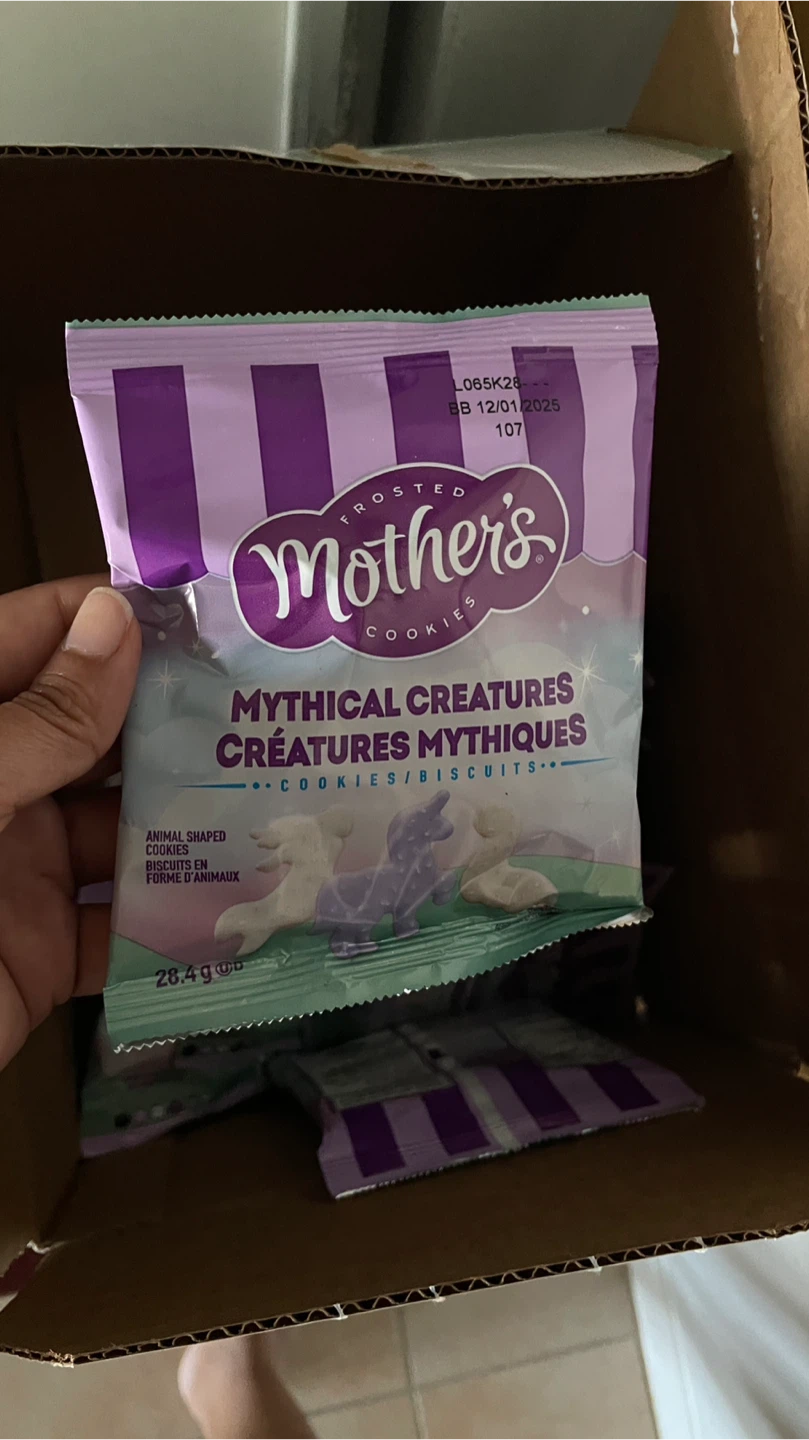 L065K28---
BB 12/01/2025
107
FROSTED
Mother's®
COOKIES
MYTHICAL CREATURES
CRÉATURES MYTHIQUES
COOKIES/BISCUITS
ANIMAL SHAPED
COOKIES
BISCUITS EN
FORME D'ANIMAUX
28.4 g Ⓤ D